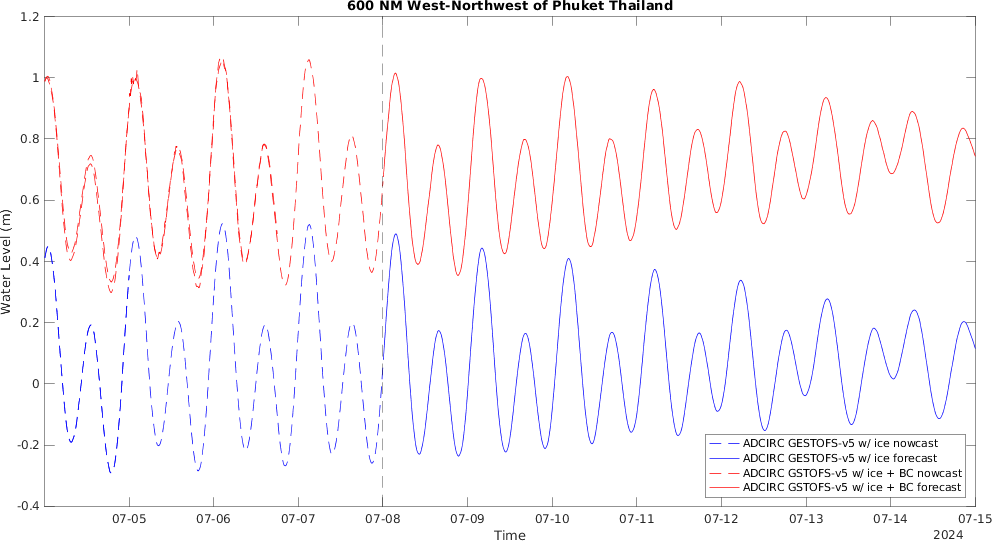 600 NM West-Northwest of Phuket Thailand
1.2
1
0.8
0.6
0.4
0.2
0
-0.2
-0.4
Water Level (m)
07-05 07-06 07-07 07-08 07-09 07-10 07-11 07-12 07-13 07-14 07-15
Time
2024
ADCIRC GESTOFS-v5 w/ ice nowcast
ADCIRC GESTOFS-v5 w/ ice forecast
ADCIRC GSTOFS-v5 w/ ice + BC nowcast
ADCIRC GSTOFS-v5 w/ ice + BC forecast